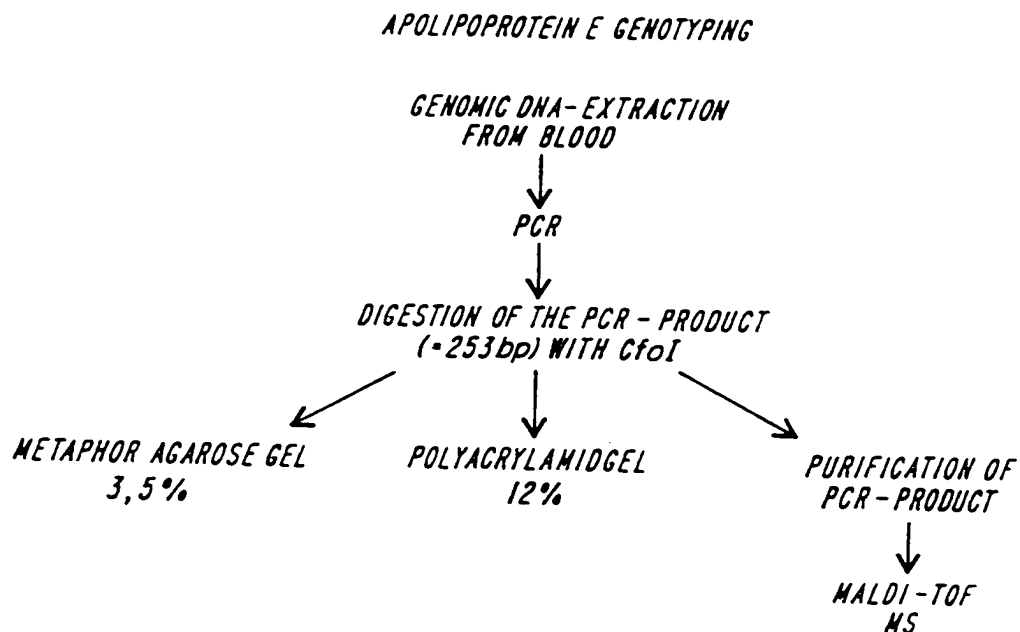 APOLIPOPROTEIN E GENOTYPING
GENOMIC DNA-EXTRACTION
FROM BLOOD
PCR
DIGESTION OF THE PCR-PRODUCT
(=253bp) WITH CfoI
METAPHOR AGAROSE GEL
3,5%
POLYACRYLAMIDGEL
12%
PURIFICATION OF
PCR-PRODUCT
MALDI-TOF
MS